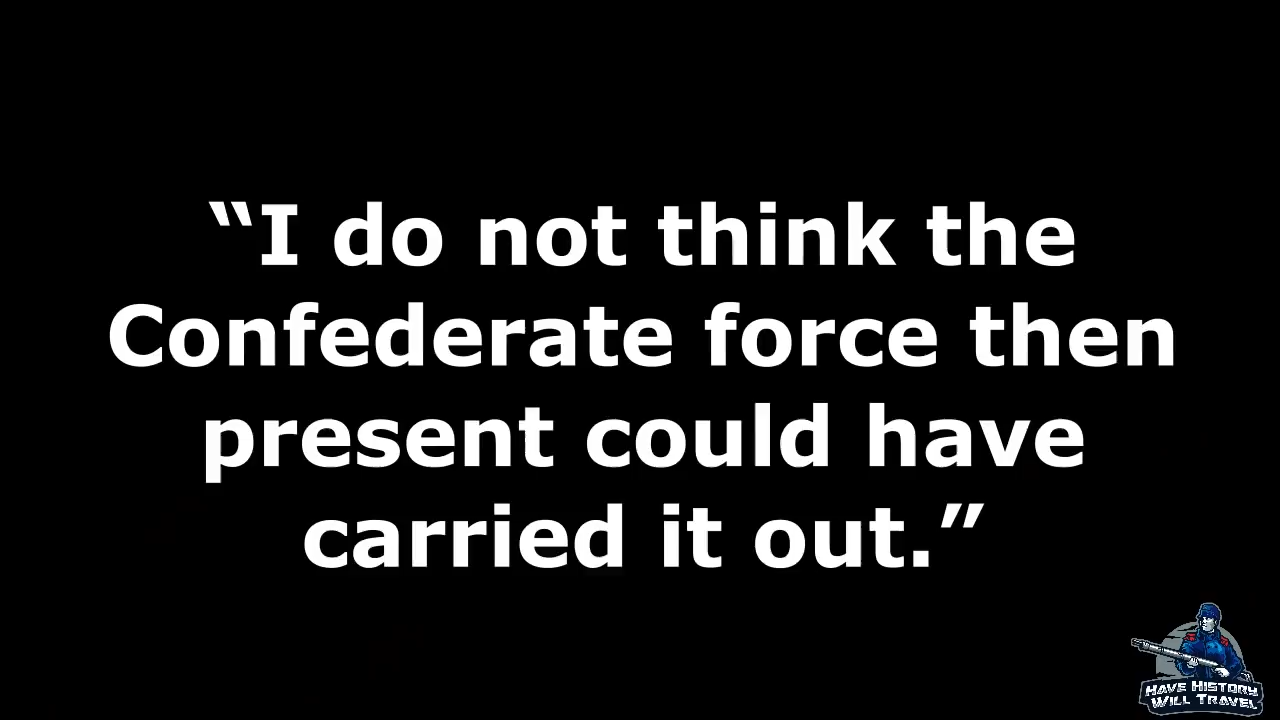 “I do not think the
Confederate force then
present could have
carried it out.”
HAVE HISTORY
WILL TRAVEL